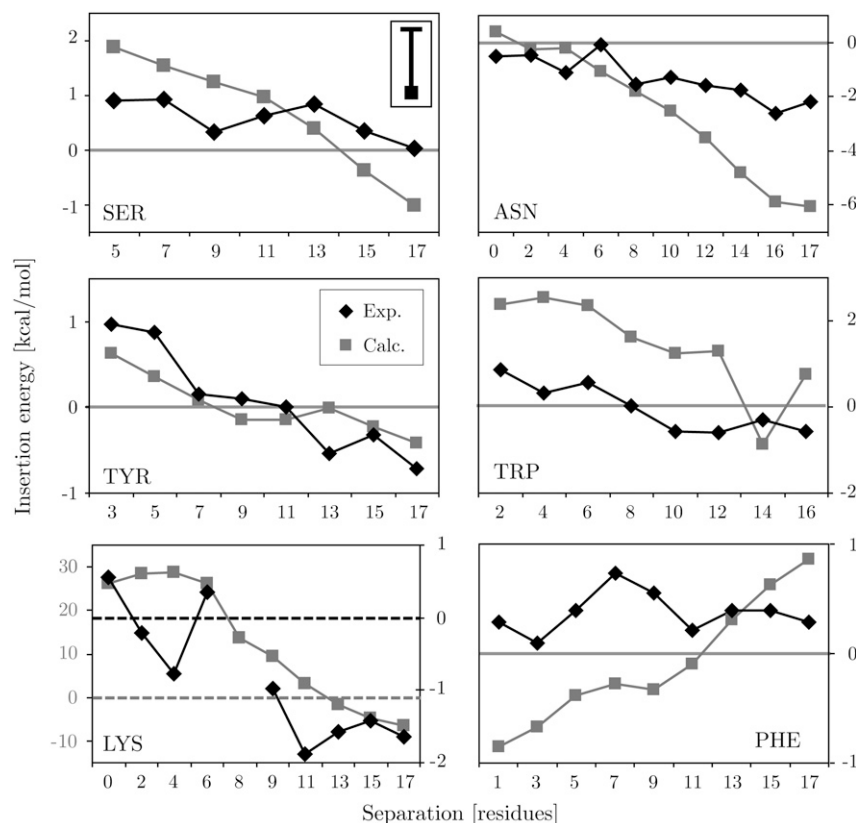 2
1
0
-1
SER
5 7 9 11 13 15 17
0
-2
-4
-6
ASN
0 2 4 6 8 10 12 14 16 17
Insertion energy [kcal/mol]
1
0
-1
Exp.
Calc.
TYR
3 5 7 9 11 13 15 17
2
0
-2
TRP
2 4 6 8 10 12 14 16
30
20
10
0
-10
1
0
-1
-2
LYS
0 2 4 6 8 9 11 13 15 17
1
0
-1
PHE
1 3 5 7 9 11 13 15 17
Separation [residues]